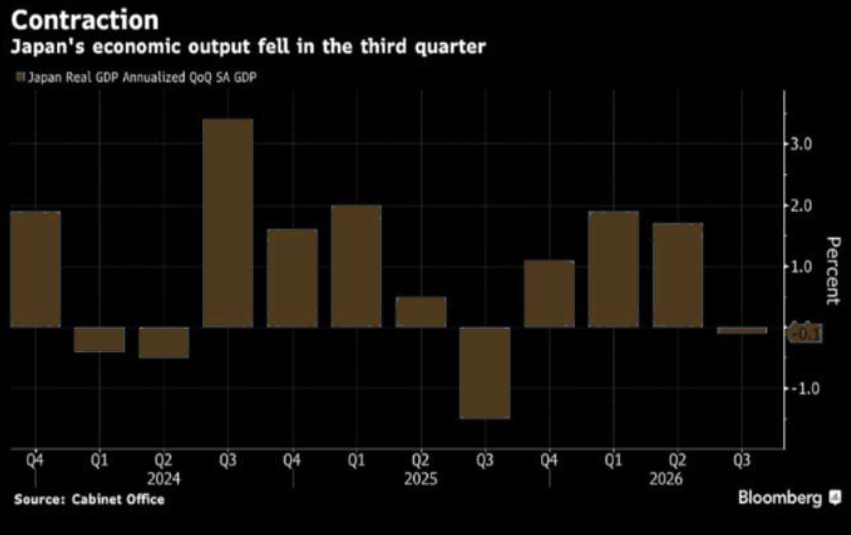 Contraction
Japan's economic output fell in the third quarter
Japan Real GDP Annualized QoQ SA GDP
3.0
2.0
1.0
-0.1
-1.0
Percent
Q4 Q1 Q2 Q3 Q4 Q1 Q2 Q3 Q4 Q1 Q2 Q3
2024 2025 2026
Source: Cabinet Office
Bloomberg